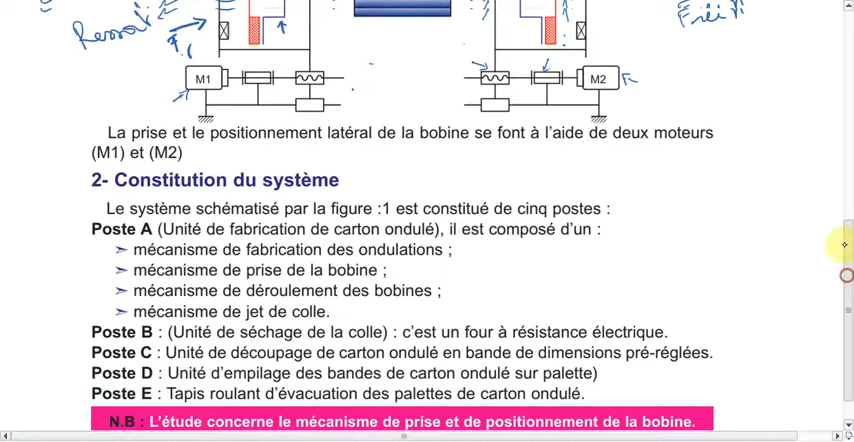 Ressort
Frein
M1
M2
La prise et le positionnement latéral de la bobine se font à l'aide de deux moteurs
(M1) et (M2)
2- Constitution du système
Le système schématisé par la figure :1 est constitué de cinq postes :
Poste A (Unité de fabrication de carton ondulé), il est composé d'un :
➣ mécanisme de fabrication des ondulations ;
➣ mécanisme de prise de la bobine ;
➣ mécanisme de déroulement des bobines ;
➣ mécanisme de jet de colle.
Poste B : (Unité de séchage de la colle) : c'est un four à résistance électrique.
Poste C : Unité de découpage de carton ondulé en bande de dimensions pré-réglées.
Poste D : Unité d'empilage des bandes de carton ondulé sur palette)
Poste E : Tapis roulant d'évacuation des palettes de carton ondulé.
N.B : L'étude concerne le mécanisme de prise et de positionnement de la bobine.